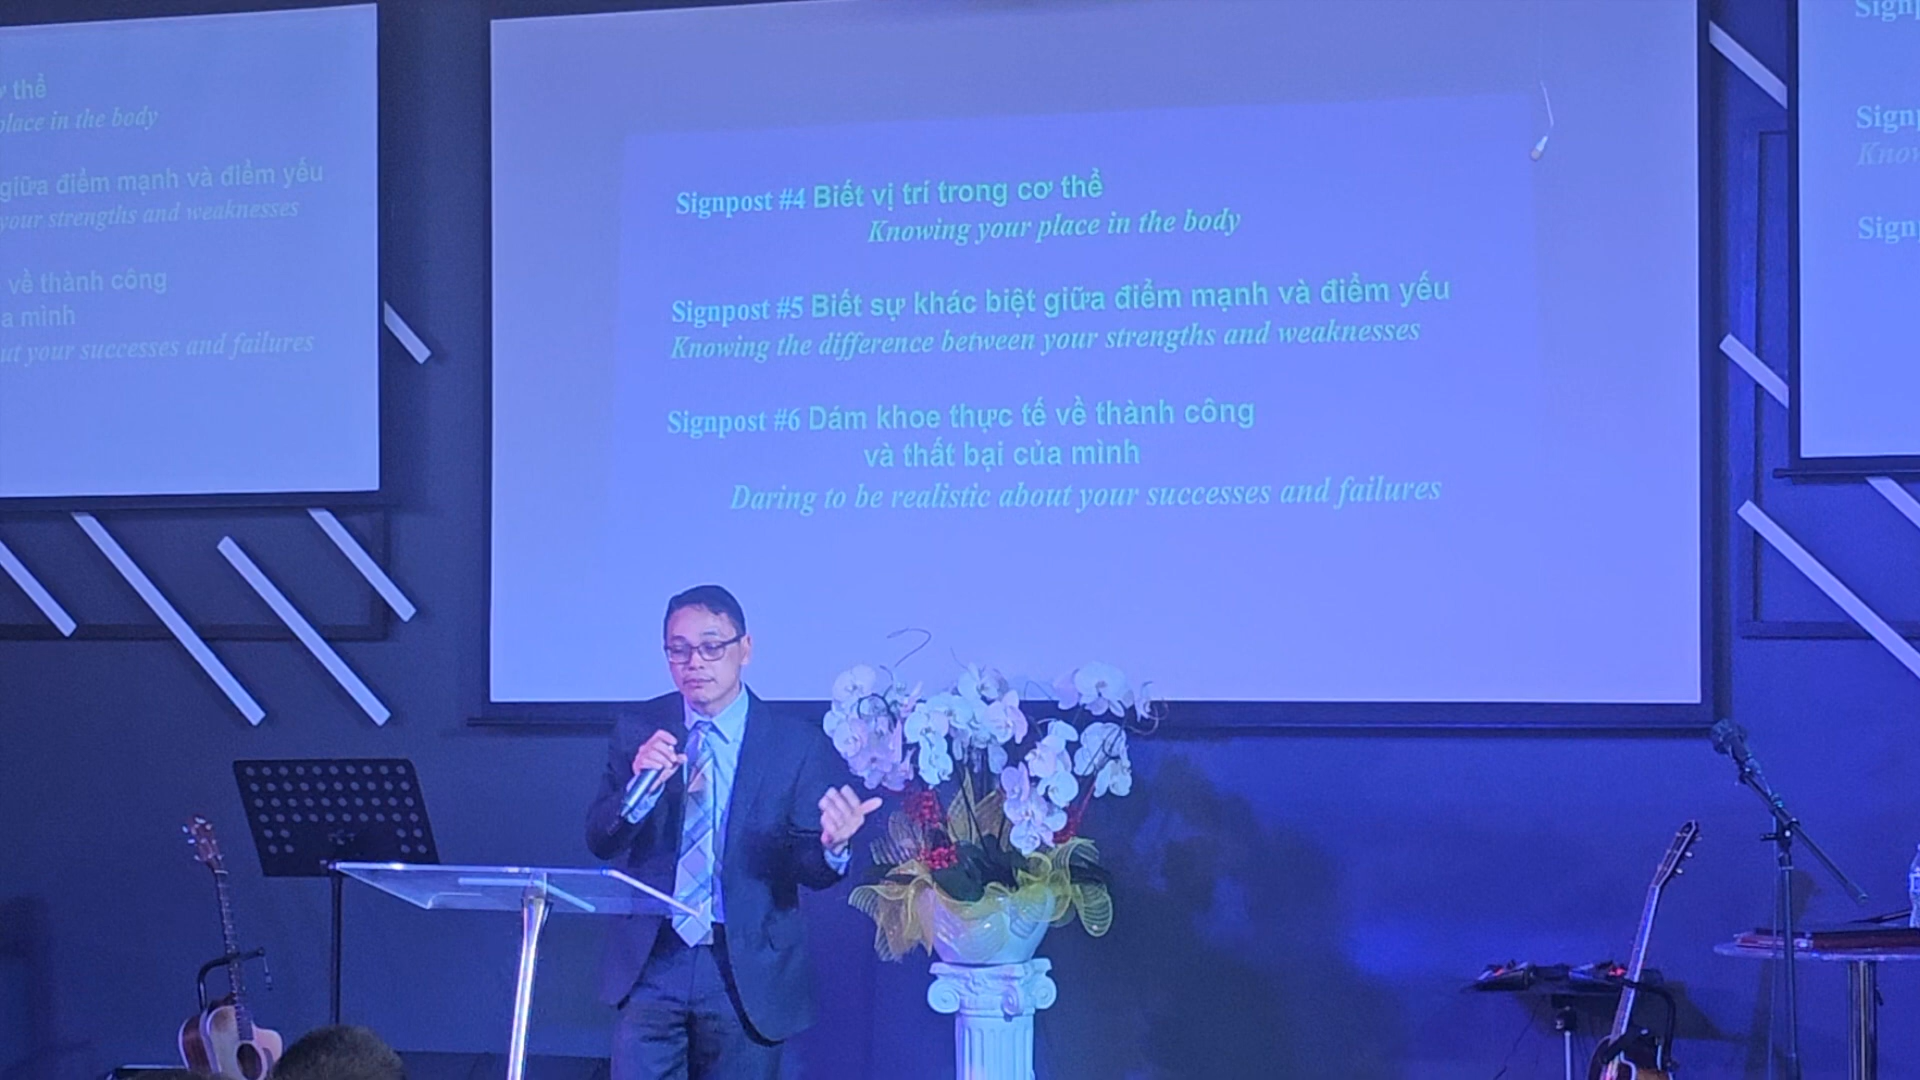 Signpost #4 Biết vị trí trong cơ thể
Knowing your place in the body
Signpost #5 Biết sự khác biệt giữa điểm mạnh và điểm yếu
Knowing the difference between your strengths and weaknesses
Signpost #6 Dám khoe thực tế về thành công
và thất bại của mình
Daring to be realistic about your successes and failures
thể
place in the body
giữa điểm mạnh và điểm yếu
your strengths and weaknesses
về thành công
mình
your successes and failures